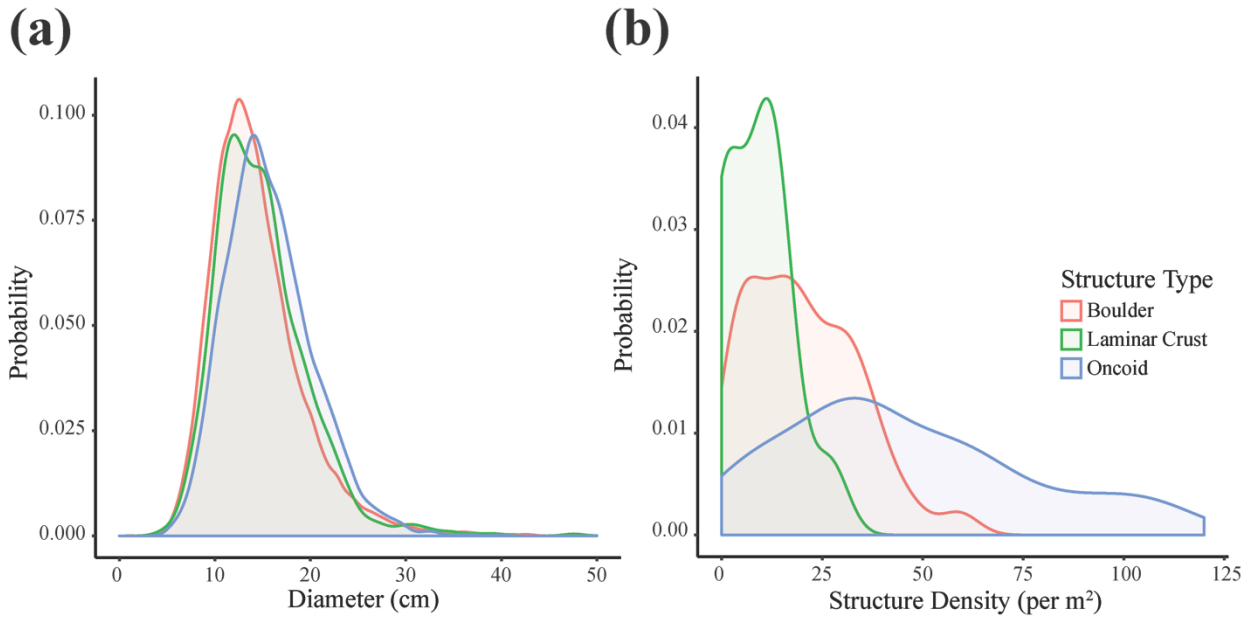 (a)
Probability
0.100
0.075
0.050
0.025
0.000
0
10
20
30
40
50
Diameter (cm)
(b)
Probability
0.04
0.03
0.02
0.01
0.00
0
25
50
75
100
125
Structure Density (per m²)
Structure Type
Boulder
Laminar Crust
Oncoid